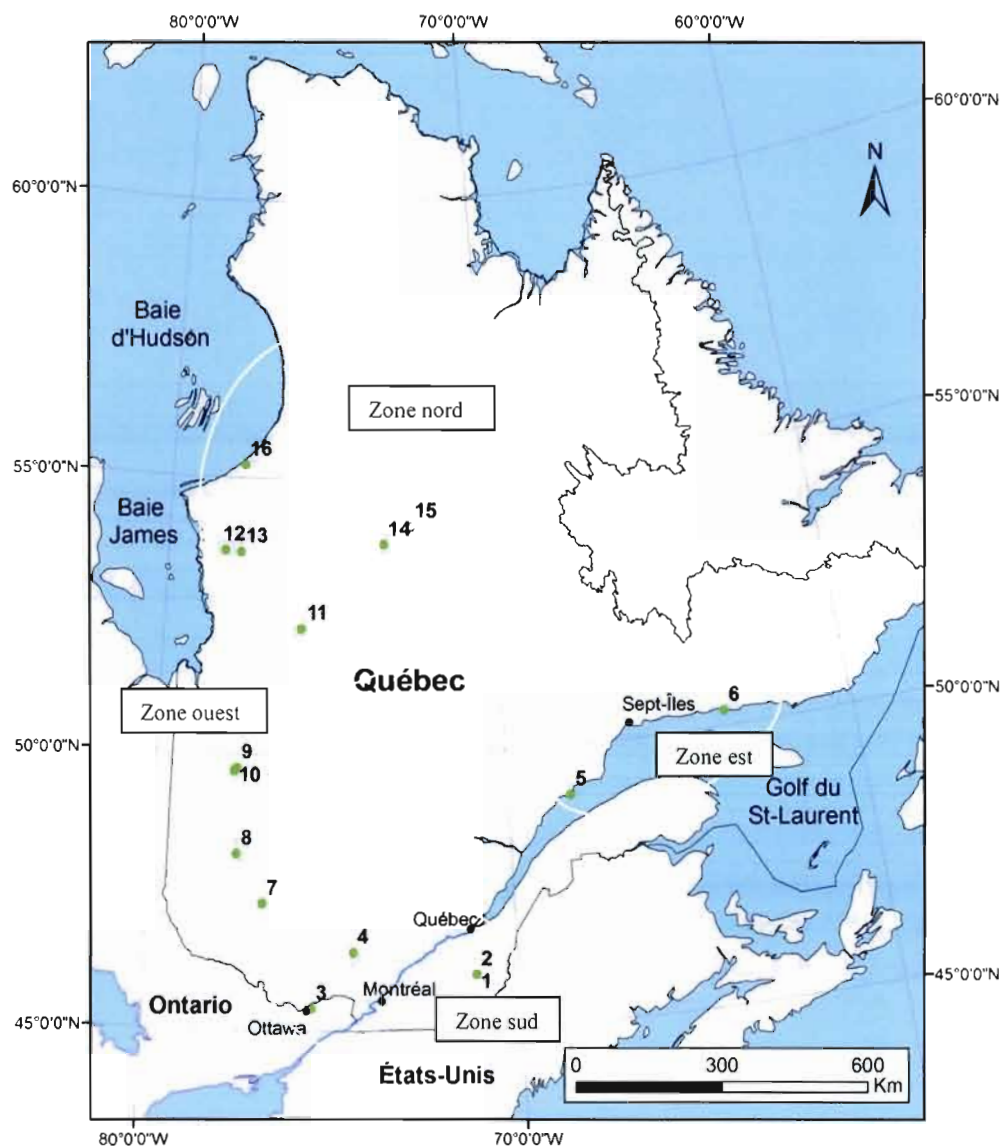 80°0'0"W
70°0'0"W
60°0'0"W
60°0'0"N
N
60°0'0"N
Baie
d'Hudson
Zone nord
55°0'0"N
16
55°0'0"N
Baie
James
15
14
12 13
11
Québec
50°0'0"N
6
Sept-Îles
Zone ouest
Zone est
50°0'0"N
9
10
5
Golf du
St-Laurent
8
7
Québec
4
2
1
45°0'0"N
Montréal
3
Ontario
45°0'0"N
Ottawa
Zone sud
États-Unis
0 300 600
Km
80°0'0"W
70°0'0"W